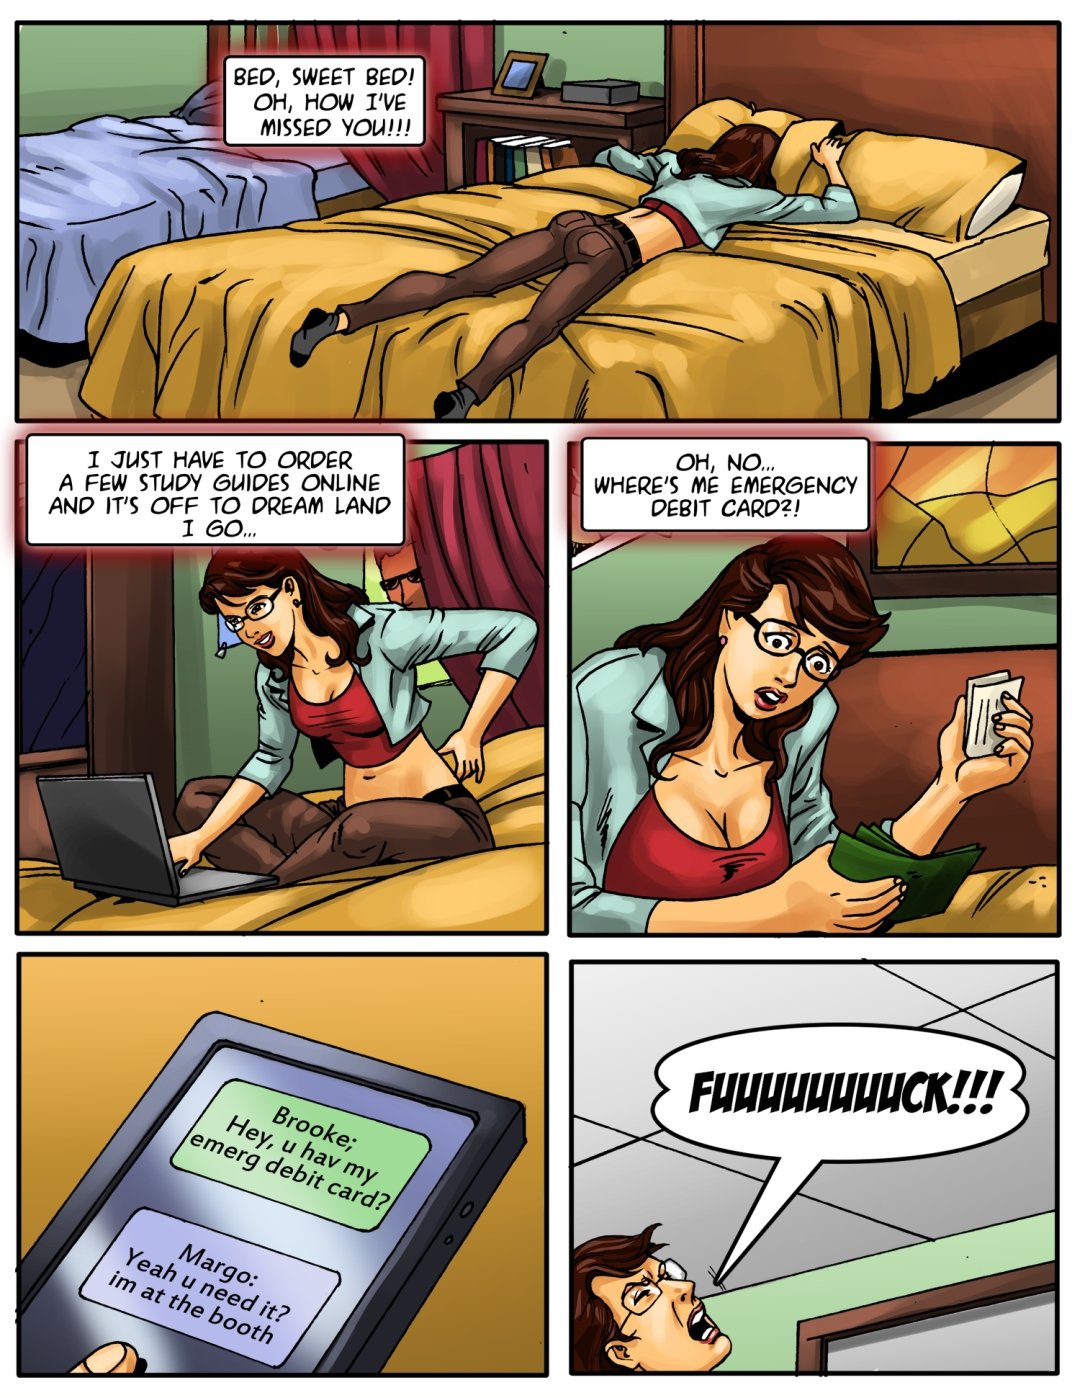 BED, SWEET BED!
OH, HOW I'VE
MISSED YOU!!!
I JUST HAVE TO ORDER
A FEW STUDY GUIDES ONLINE
AND IT'S OFF TO DREAM LAND
I GO...
OH, NO...
WHERE'S ME EMERGENCY
DEBIT CARD?!
Brooke;
Hey, u hav my
emerg debit card?
Margo:
Yeah u need it?
im at the booth
FUUUUUUUUUCK!!!